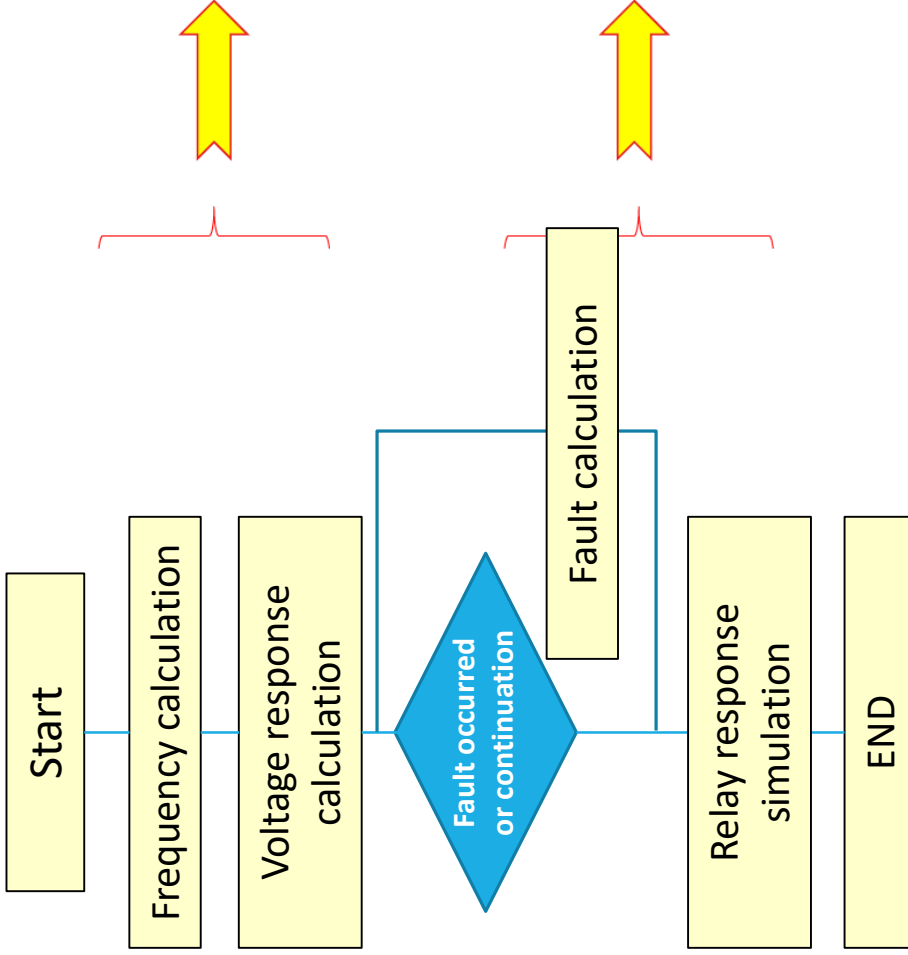 Start
Frequency calculation
Voltage response
calculation
Fault occurred
or continuation
Fault calculation
Relay response
simulation
END